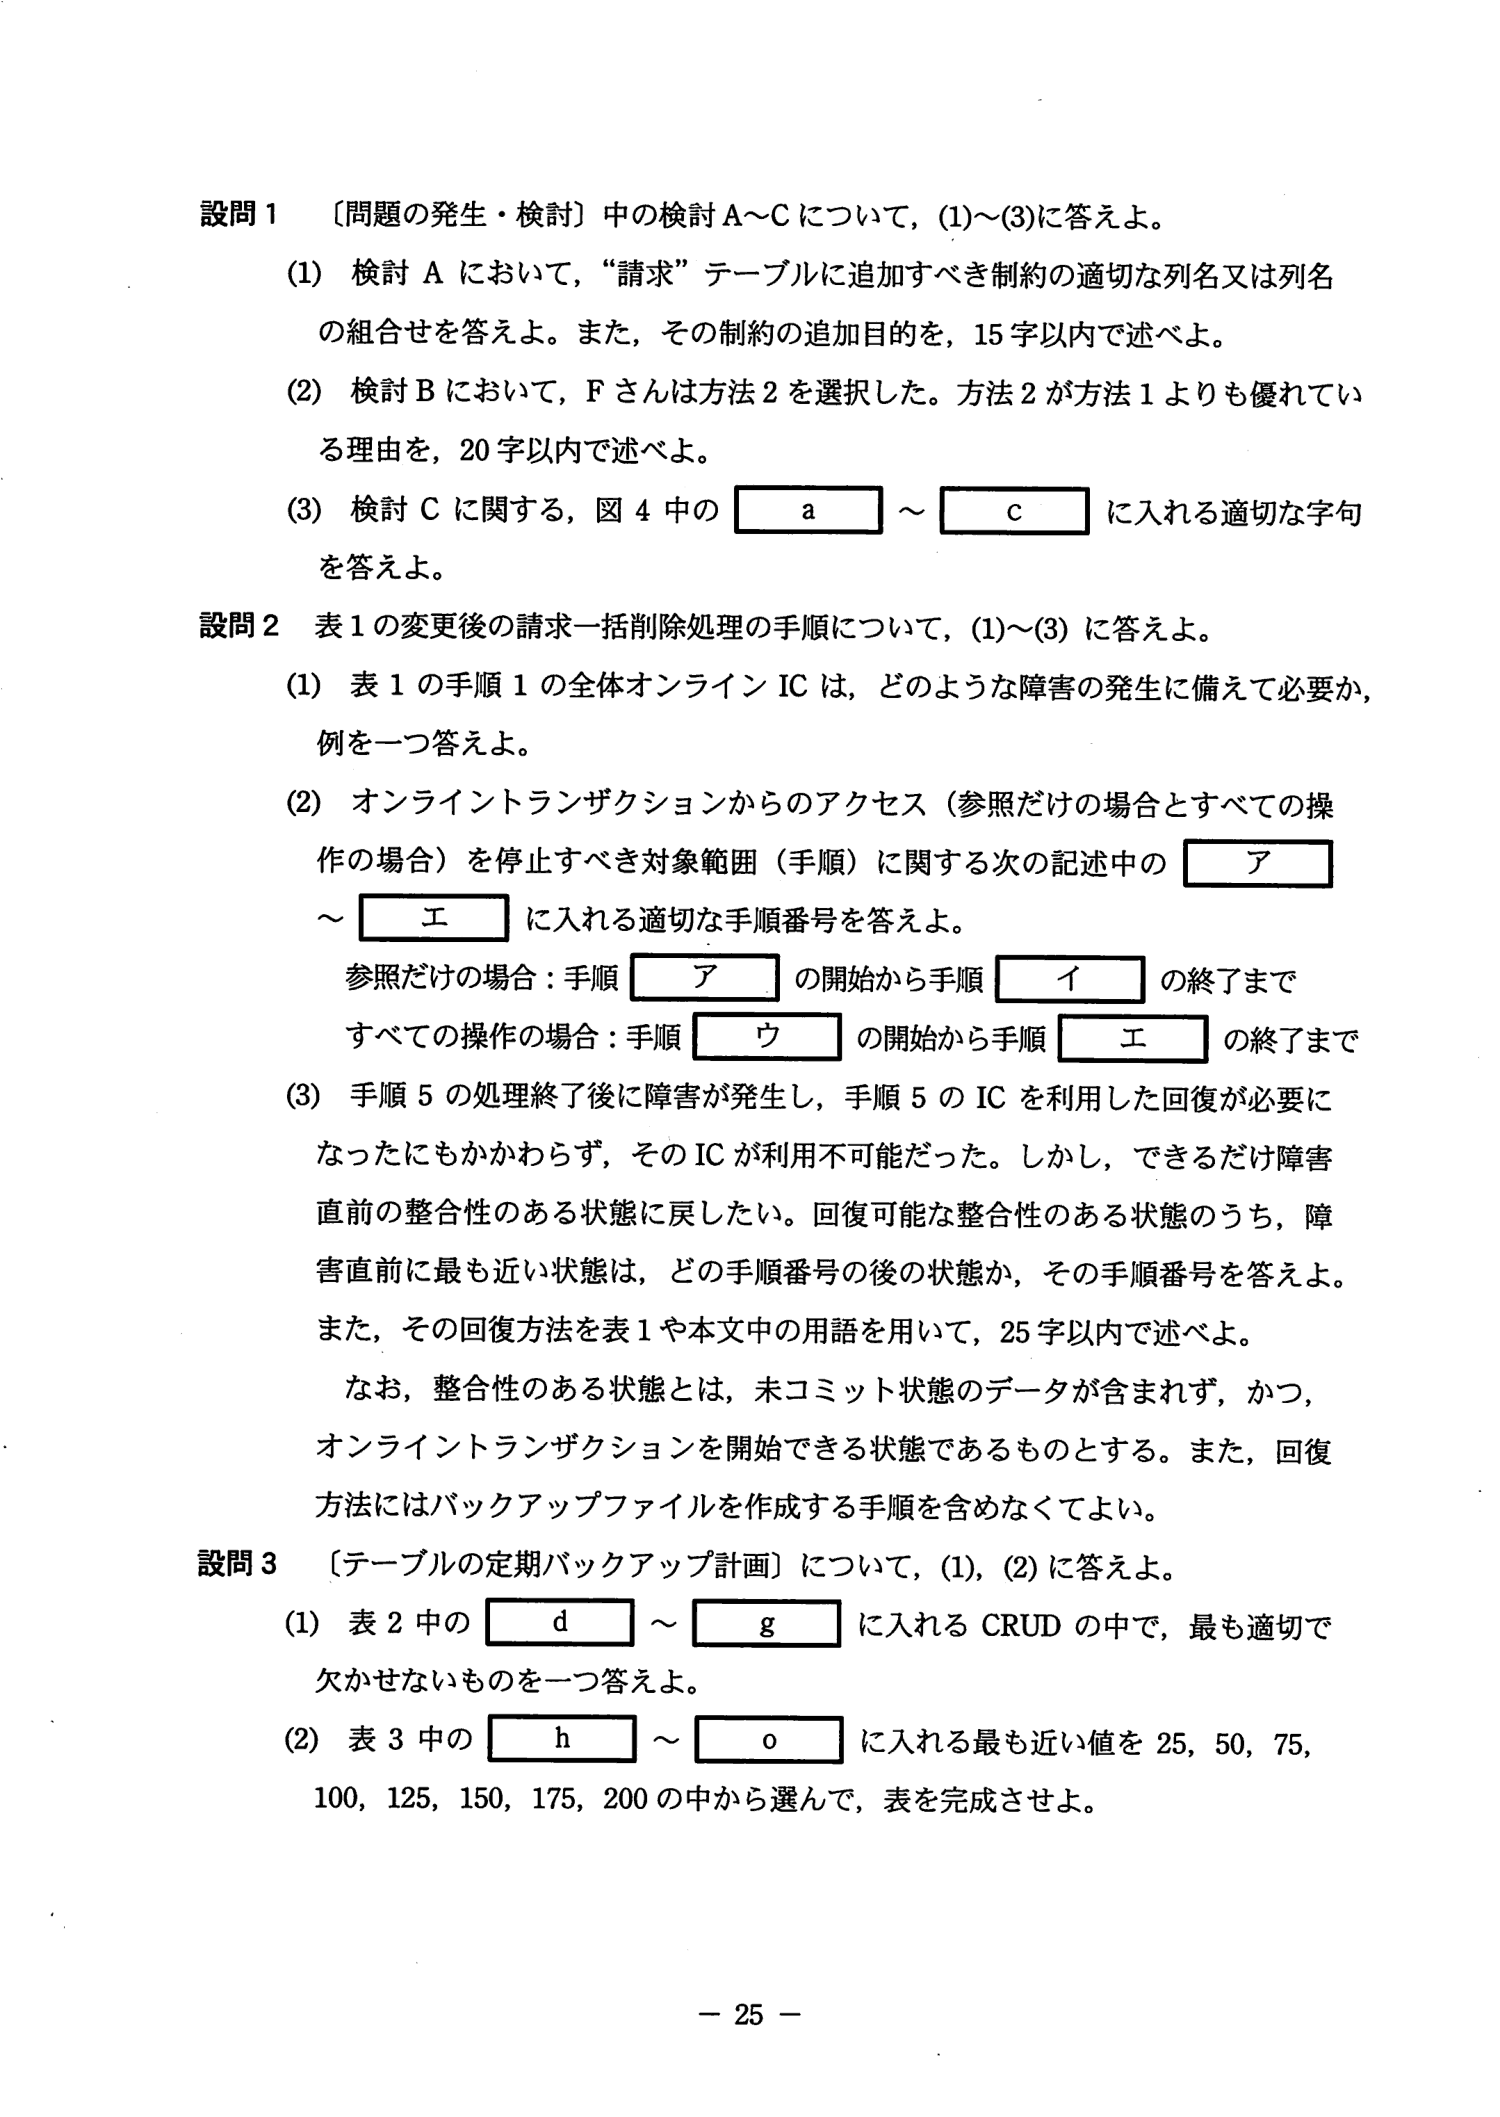 設問1　〔問題の発生・検討〕中の検討A～Cについて，(1)～(3)に答えよ。
(1)　検討 A において，“請求” テーブルに追加すべき制約の適切な列名又は列名
の組合せを答えよ。また，その制約の追加目的を，15字以内で述べよ。
(2)　検討Bにおいて，Fさんは方法2を選択した。方法2が方法1よりも優れてい
る理由を，20字以内で述べよ。
(3)　検討 C に関する，図 4 中の a ～ c に入れる適切な字句
を答えよ。
設問2　表1の変更後の請求一括削除処理の手順について，(1)～(3) に答えよ。
(1)　表 1 の手順 1 の全体オンライン IC は，どのような障害の発生に備えて必要か，
例を一つ答えよ。
(2)　オンライントランザクションからのアクセス（参照だけの場合とすべての操
作の場合）を停止すべき対象範囲（手順）に関する次の記述中の ア
～ エ に入れる適切な手順番号を答えよ。
参照だけの場合：手順 ア の開始から手順 イ の終了まで
すべての操作の場合：手順 ウ の開始から手順 エ の終了まで
(3)　手順 5 の処理終了後に障害が発生し，手順 5 の IC を利用した回復が必要に
なったにもかかわらず，そのICが利用不可能だった。しかし，できるだけ障害
直前の整合性のある状態に戻したい。回復可能な整合性のある状態のうち，障
害直前に最も近い状態は，どの手順番号の後の状態か，その手順番号を答えよ。
また，その回復方法を表1や本文中の用語を用いて，25字以内で述べよ。
なお，整合性のある状態とは，未コミット状態のデータが含まれず，かつ，
オンライントランザクションを開始できる状態であるものとする。また，回復
方法にはバックアップファイルを作成する手順を含めなくてよい。
設問3　〔テーブルの定期バックアップ計画〕について，(1)，(2) に答えよ。
(1)　表 2 中の d ～ g に入れる CRUD の中で，最も適切で
欠かせないものを一つ答えよ。
(2)　表 3 中の h ～ o に入れる最も近い値を 25，50，75，
100，125，150，175，200の中から選んで，表を完成させよ。
－ 25 －